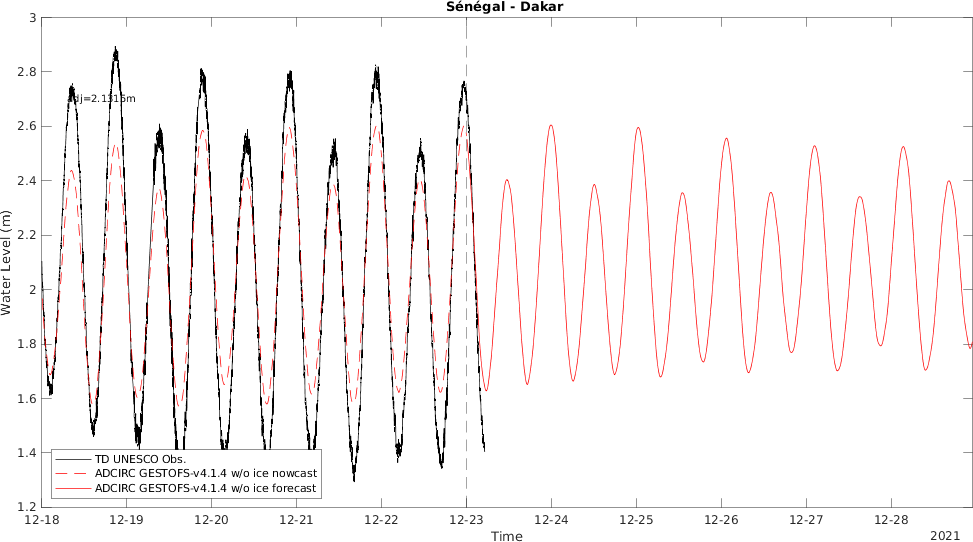 Sénégal - Dakar
3
2.8
adj=2.1316m
2.6
2.4
2.2
2
1.8
1.6
1.4
1.2
Water Level (m)
TD UNESCO Obs.
ADCIRC GESTOFS-v4.1.4 w/o ice nowcast
ADCIRC GESTOFS-v4.1.4 w/o ice forecast
12-18 12-19 12-20 12-21 12-22 12-23 12-24 12-25 12-26 12-27 12-28
Time
2021